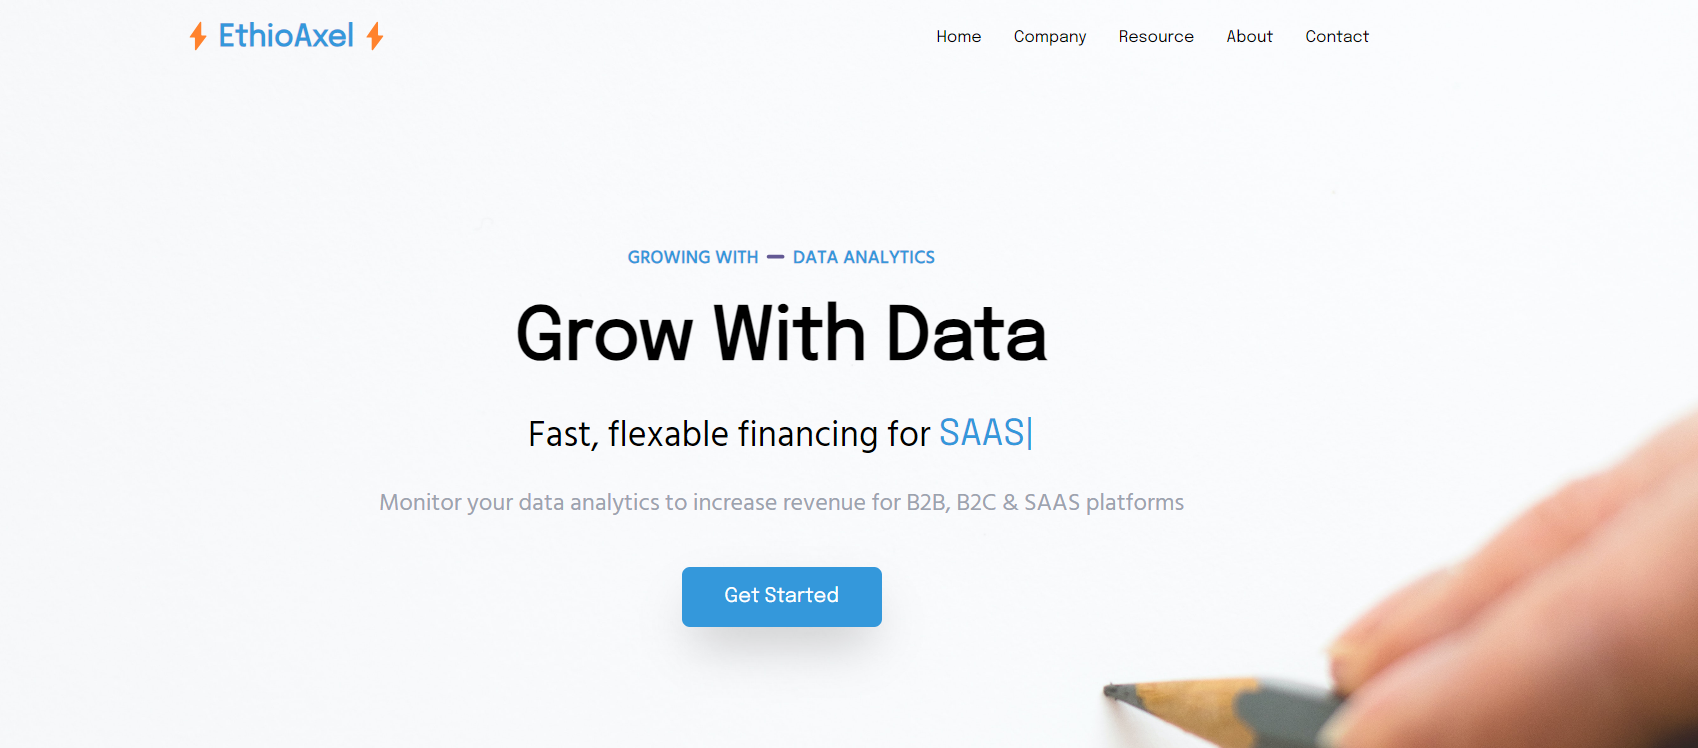 EthioAxel
Home Company Resource About Contact
GROWING WITH — DATA ANALYTICS
Grow With Data
Fast, flexable financing for SAAS|
Monitor your data analytics to increase revenue for B2B, B2C & SAAS platforms
Get Started